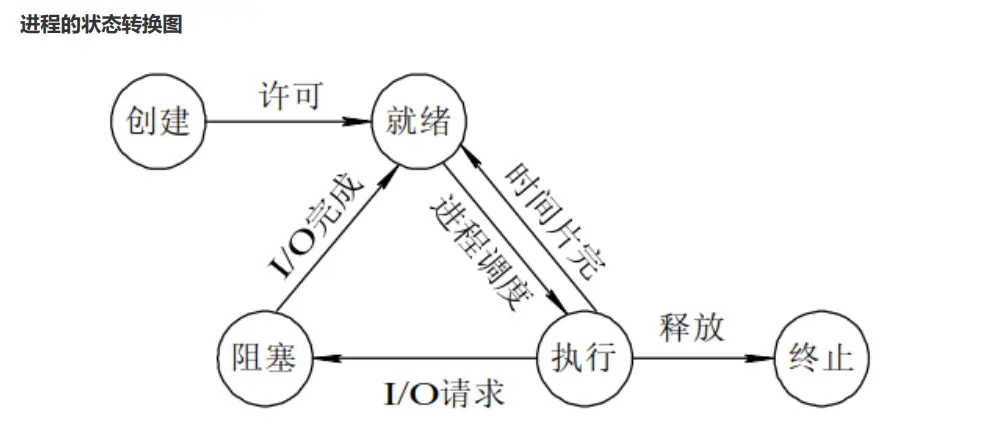 进程的状态转换图
创建
许可
就绪
I/O完成
进程调度
时间片完
阻塞
I/O请求
执行
释放
终止